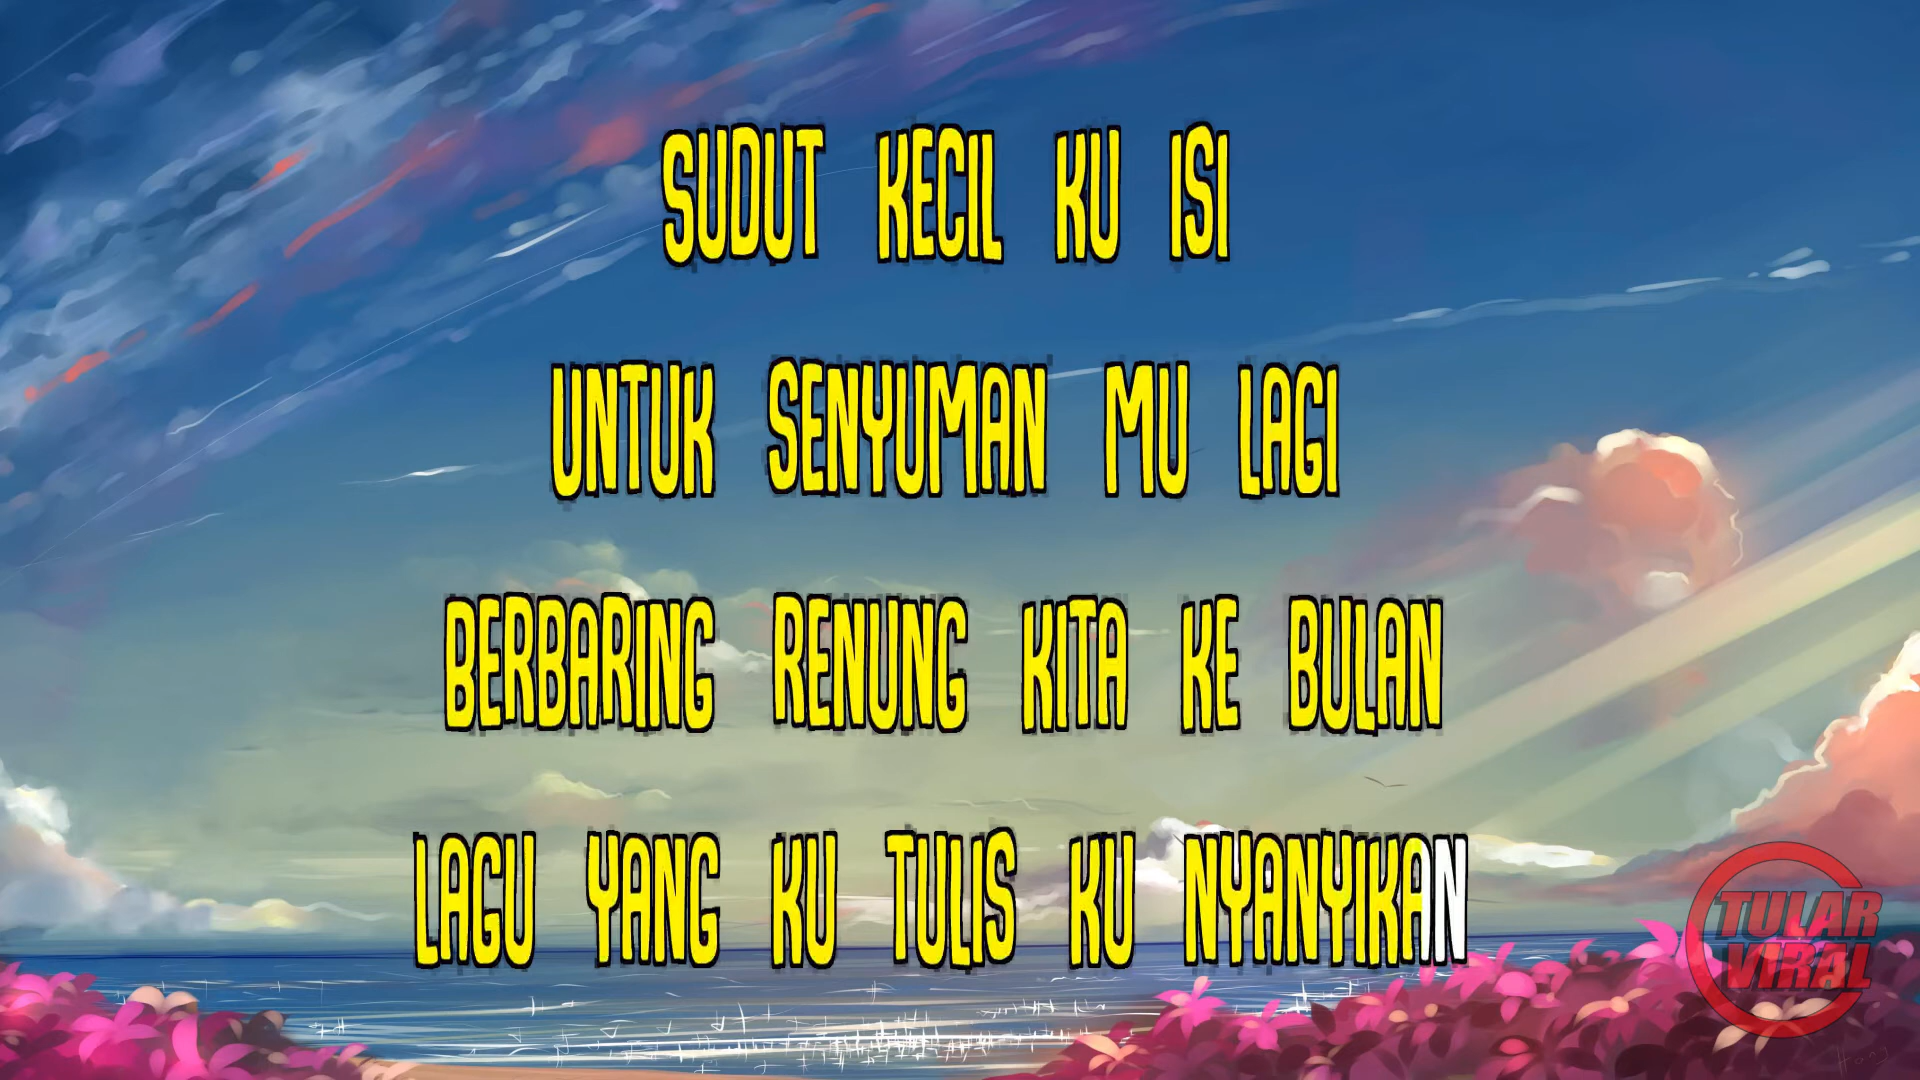 SUDUT KECIL KU ISI
UNTUK SENYUMAN MU LAGI
BERBARING RENUNG KITA KE BULAN
LAGU YANG KU TULIS KU NYANYIKAN
TULAR
VIRAL